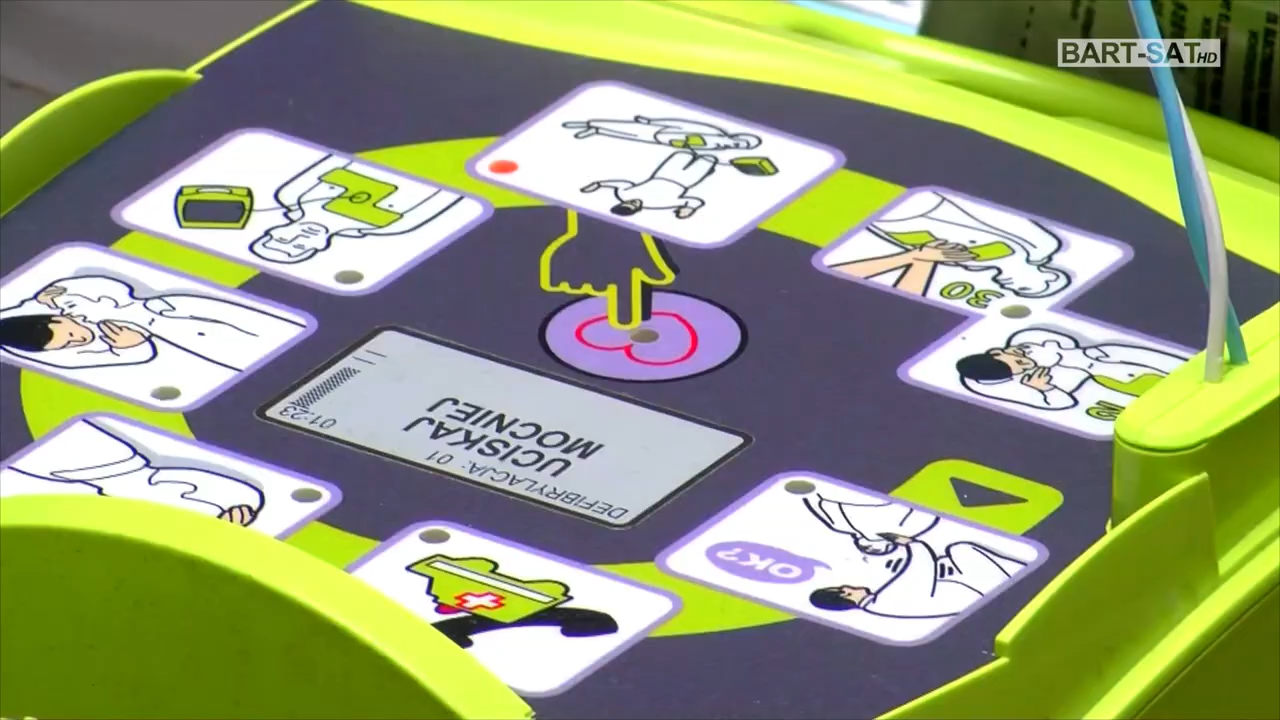 BART-SAT HD
30
DEFIBRYLACJA: 01
UCISKAJ
MOCNIEJ
01:23
OK?